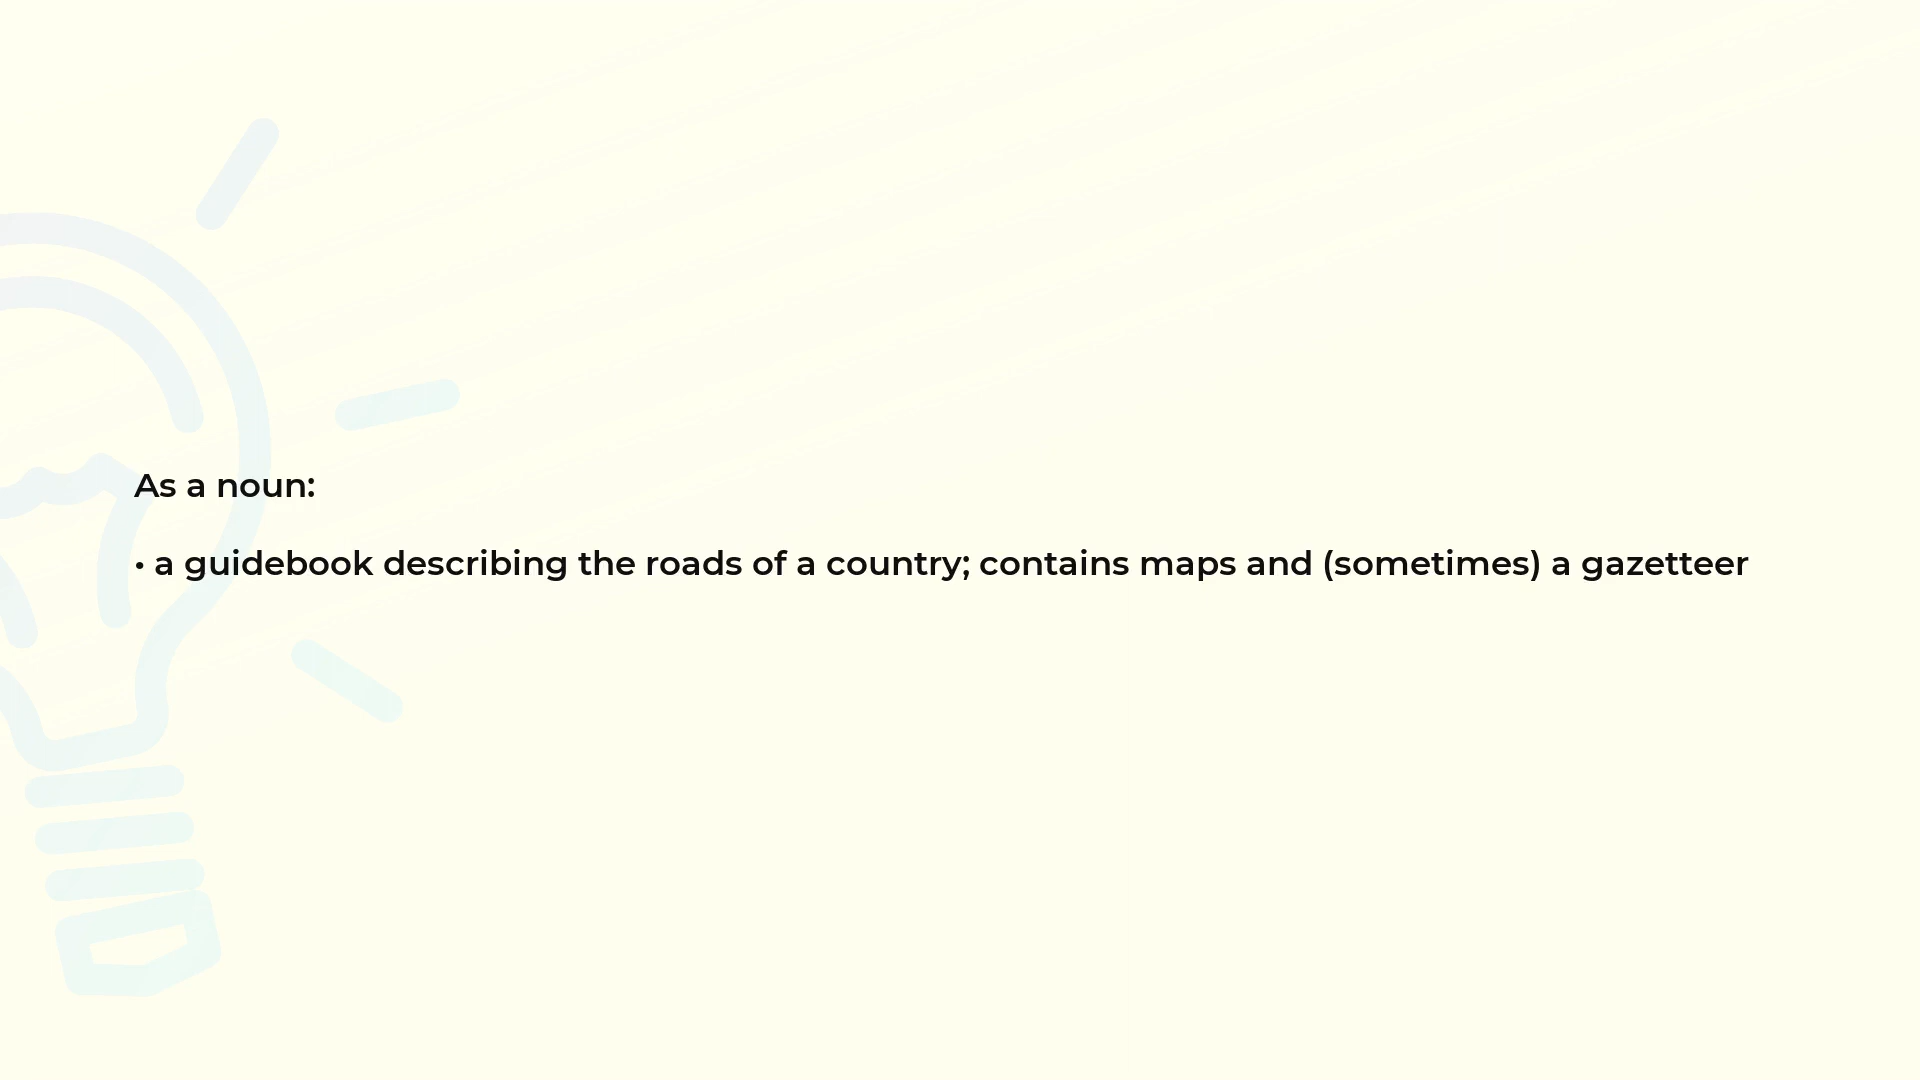 As a noun:
• a guidebook describing the roads of a country; contains maps and (sometimes) a gazetteer